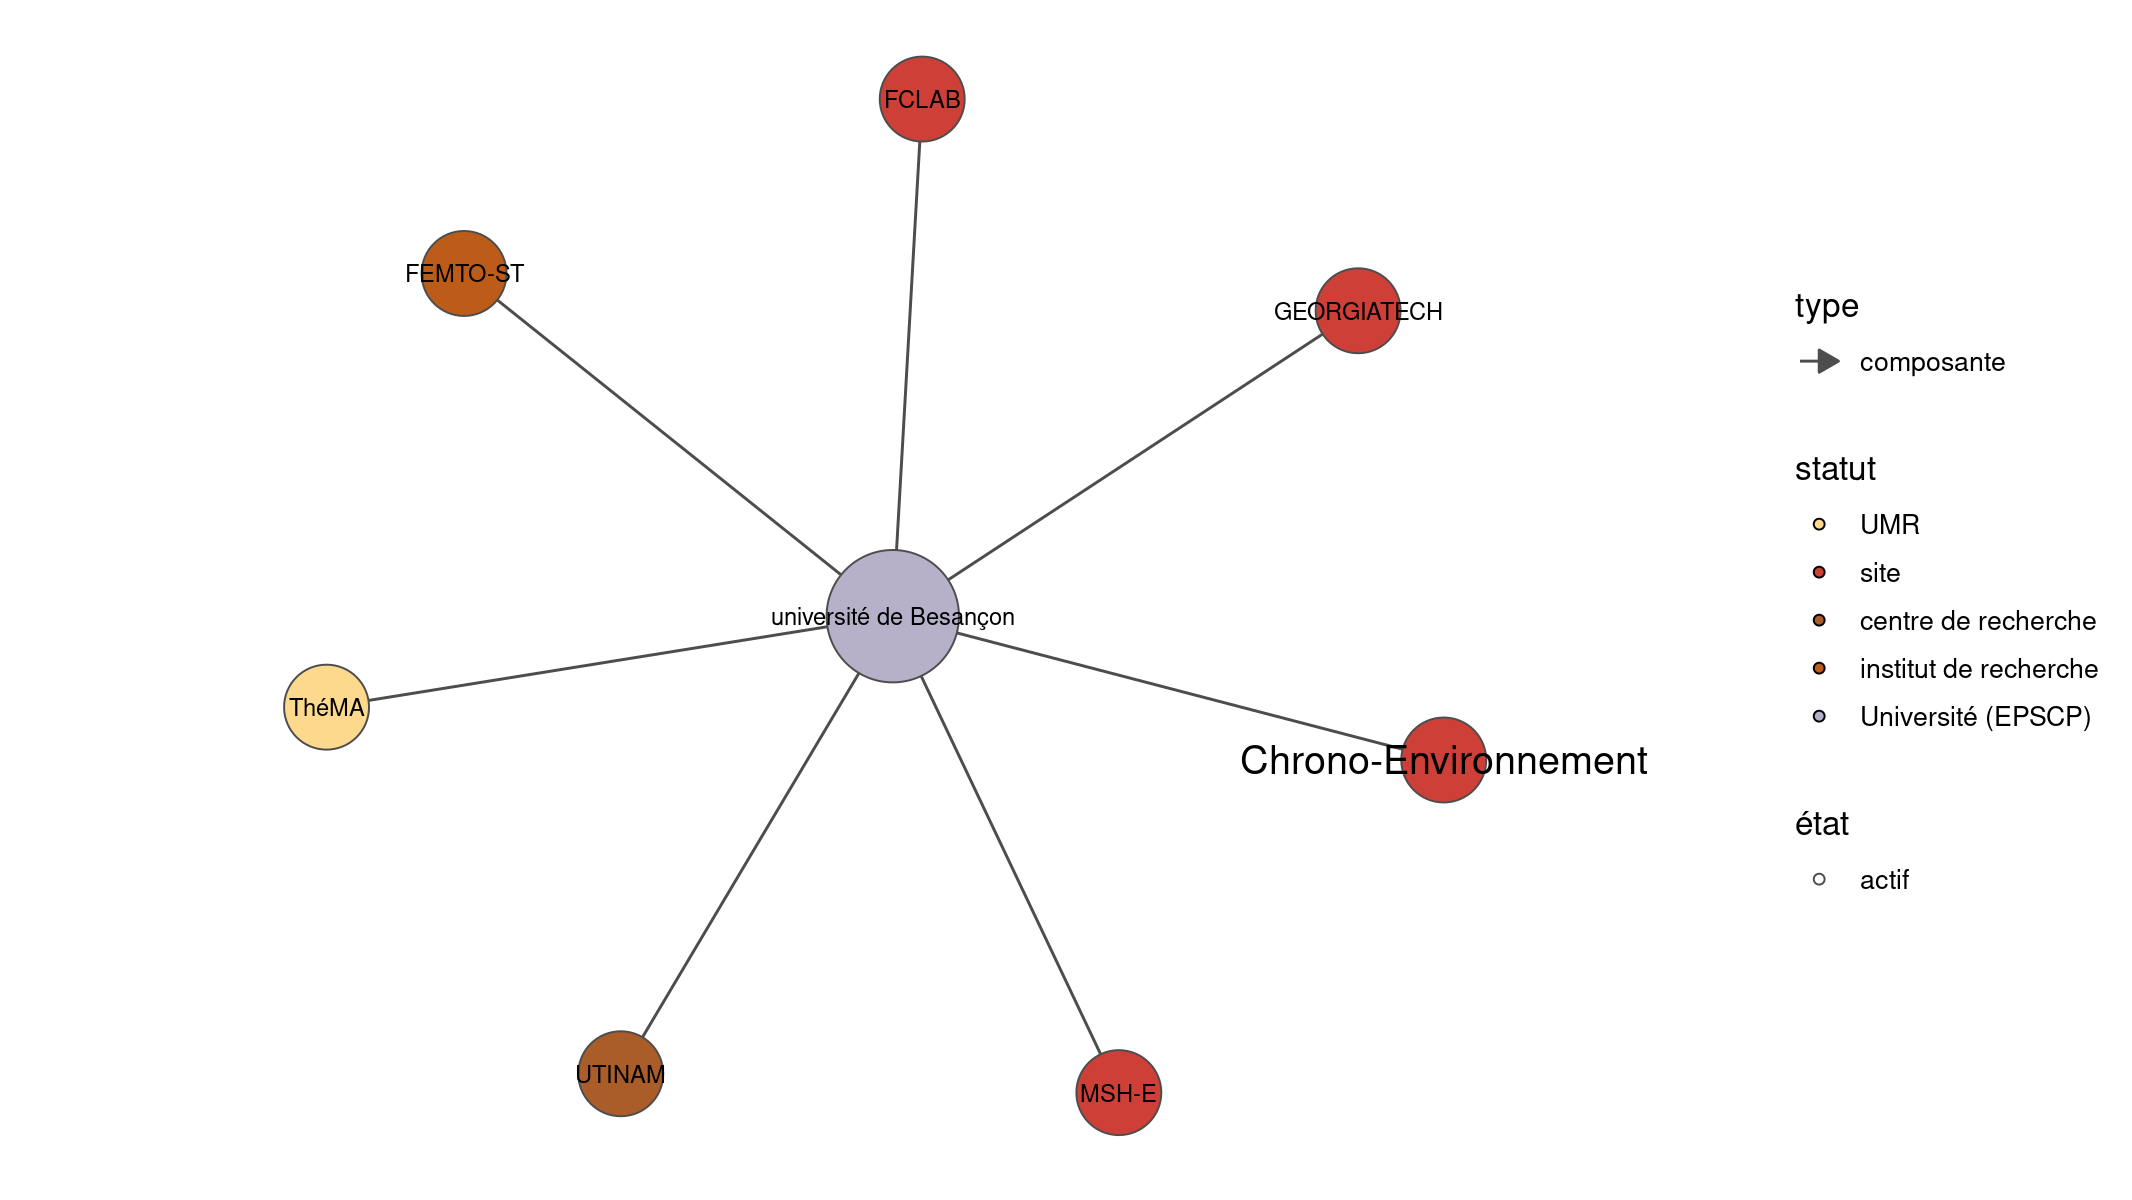 FCLAB
FEMTO-ST
GEORGIATECH
université de Besançon
ThéMA
Chrono-Environnement
UTINAM
MSH-E
type
composante
statut
UMR
site
centre de recherche
institut de recherche
Université (EPSCP)
état
actif